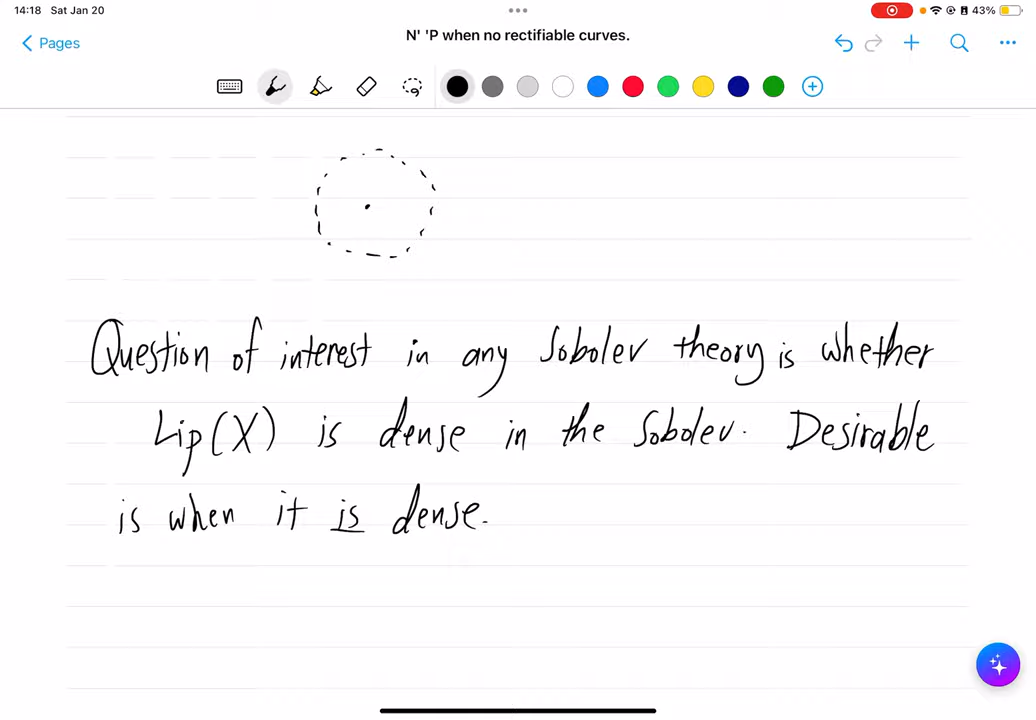 14:18 Sat Jan 20
43%
Pages
N' 'P when no rectifiable curves.
Question of interest in any Sobolev theory is whether
Lip(X) is dense in the Sobolev. Desirable
is when it is dense.